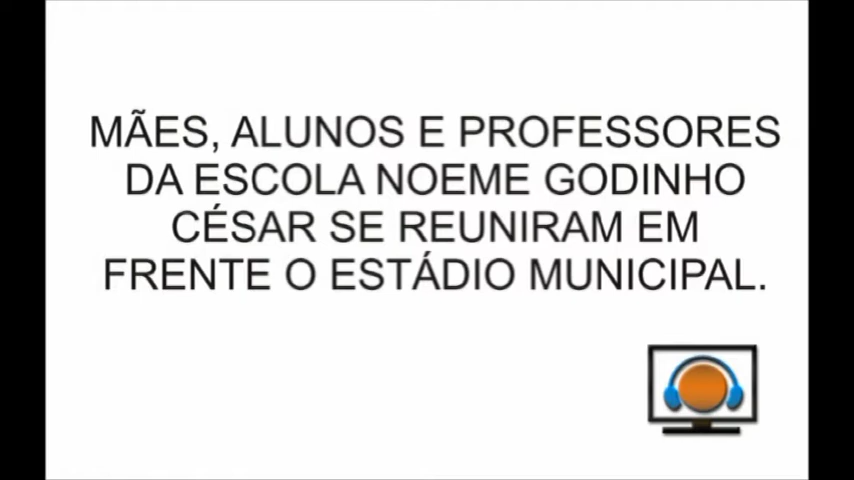 MÃES, ALUNOS E PROFESSORES
DA ESCOLA NOEME GODINHO
CÉSAR SE REUNIRAM EM
FRENTE O ESTÁDIO MUNICIPAL.